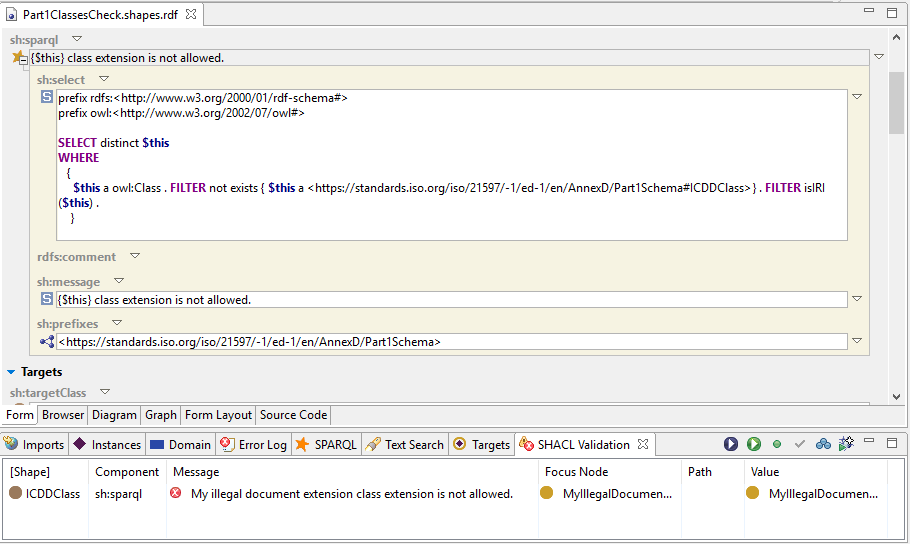 Part1ClassesCheck.shapes.rdf
sh:sparql
{$this} class extension is not allowed.
sh:select
S
prefix rdfs:<http://www.w3.org/2000/01/rdf-schema#>
prefix owl:<http://www.w3.org/2002/07/owl#>
SELECT distinct $this
WHERE
{
$this a owl:Class . FILTER not exists { $this a <https://standards.iso.org/iso/21597/-1/ed-1/en/AnnexD/Part1Schema#ICDDClass> } . FILTER isIRI
($this) .
}
rdfs:comment
sh:message
S {$this} class extension is not allowed.
sh:prefixes
<https://standards.iso.org/iso/21597/-1/ed-1/en/AnnexD/Part1Schema>
Targets
sh:targetClass
Form Browser Diagram Graph Form Layout Source Code
Imports Instances Domain Error Log SPARQL Text Search Targets SHACL Validation
[Shape] Component Message Focus Node Path Value
ICDDClass sh:sparql My illegal document extension class extension is not allowed. MyIllegalDocumen... MyIllegalDocumen...